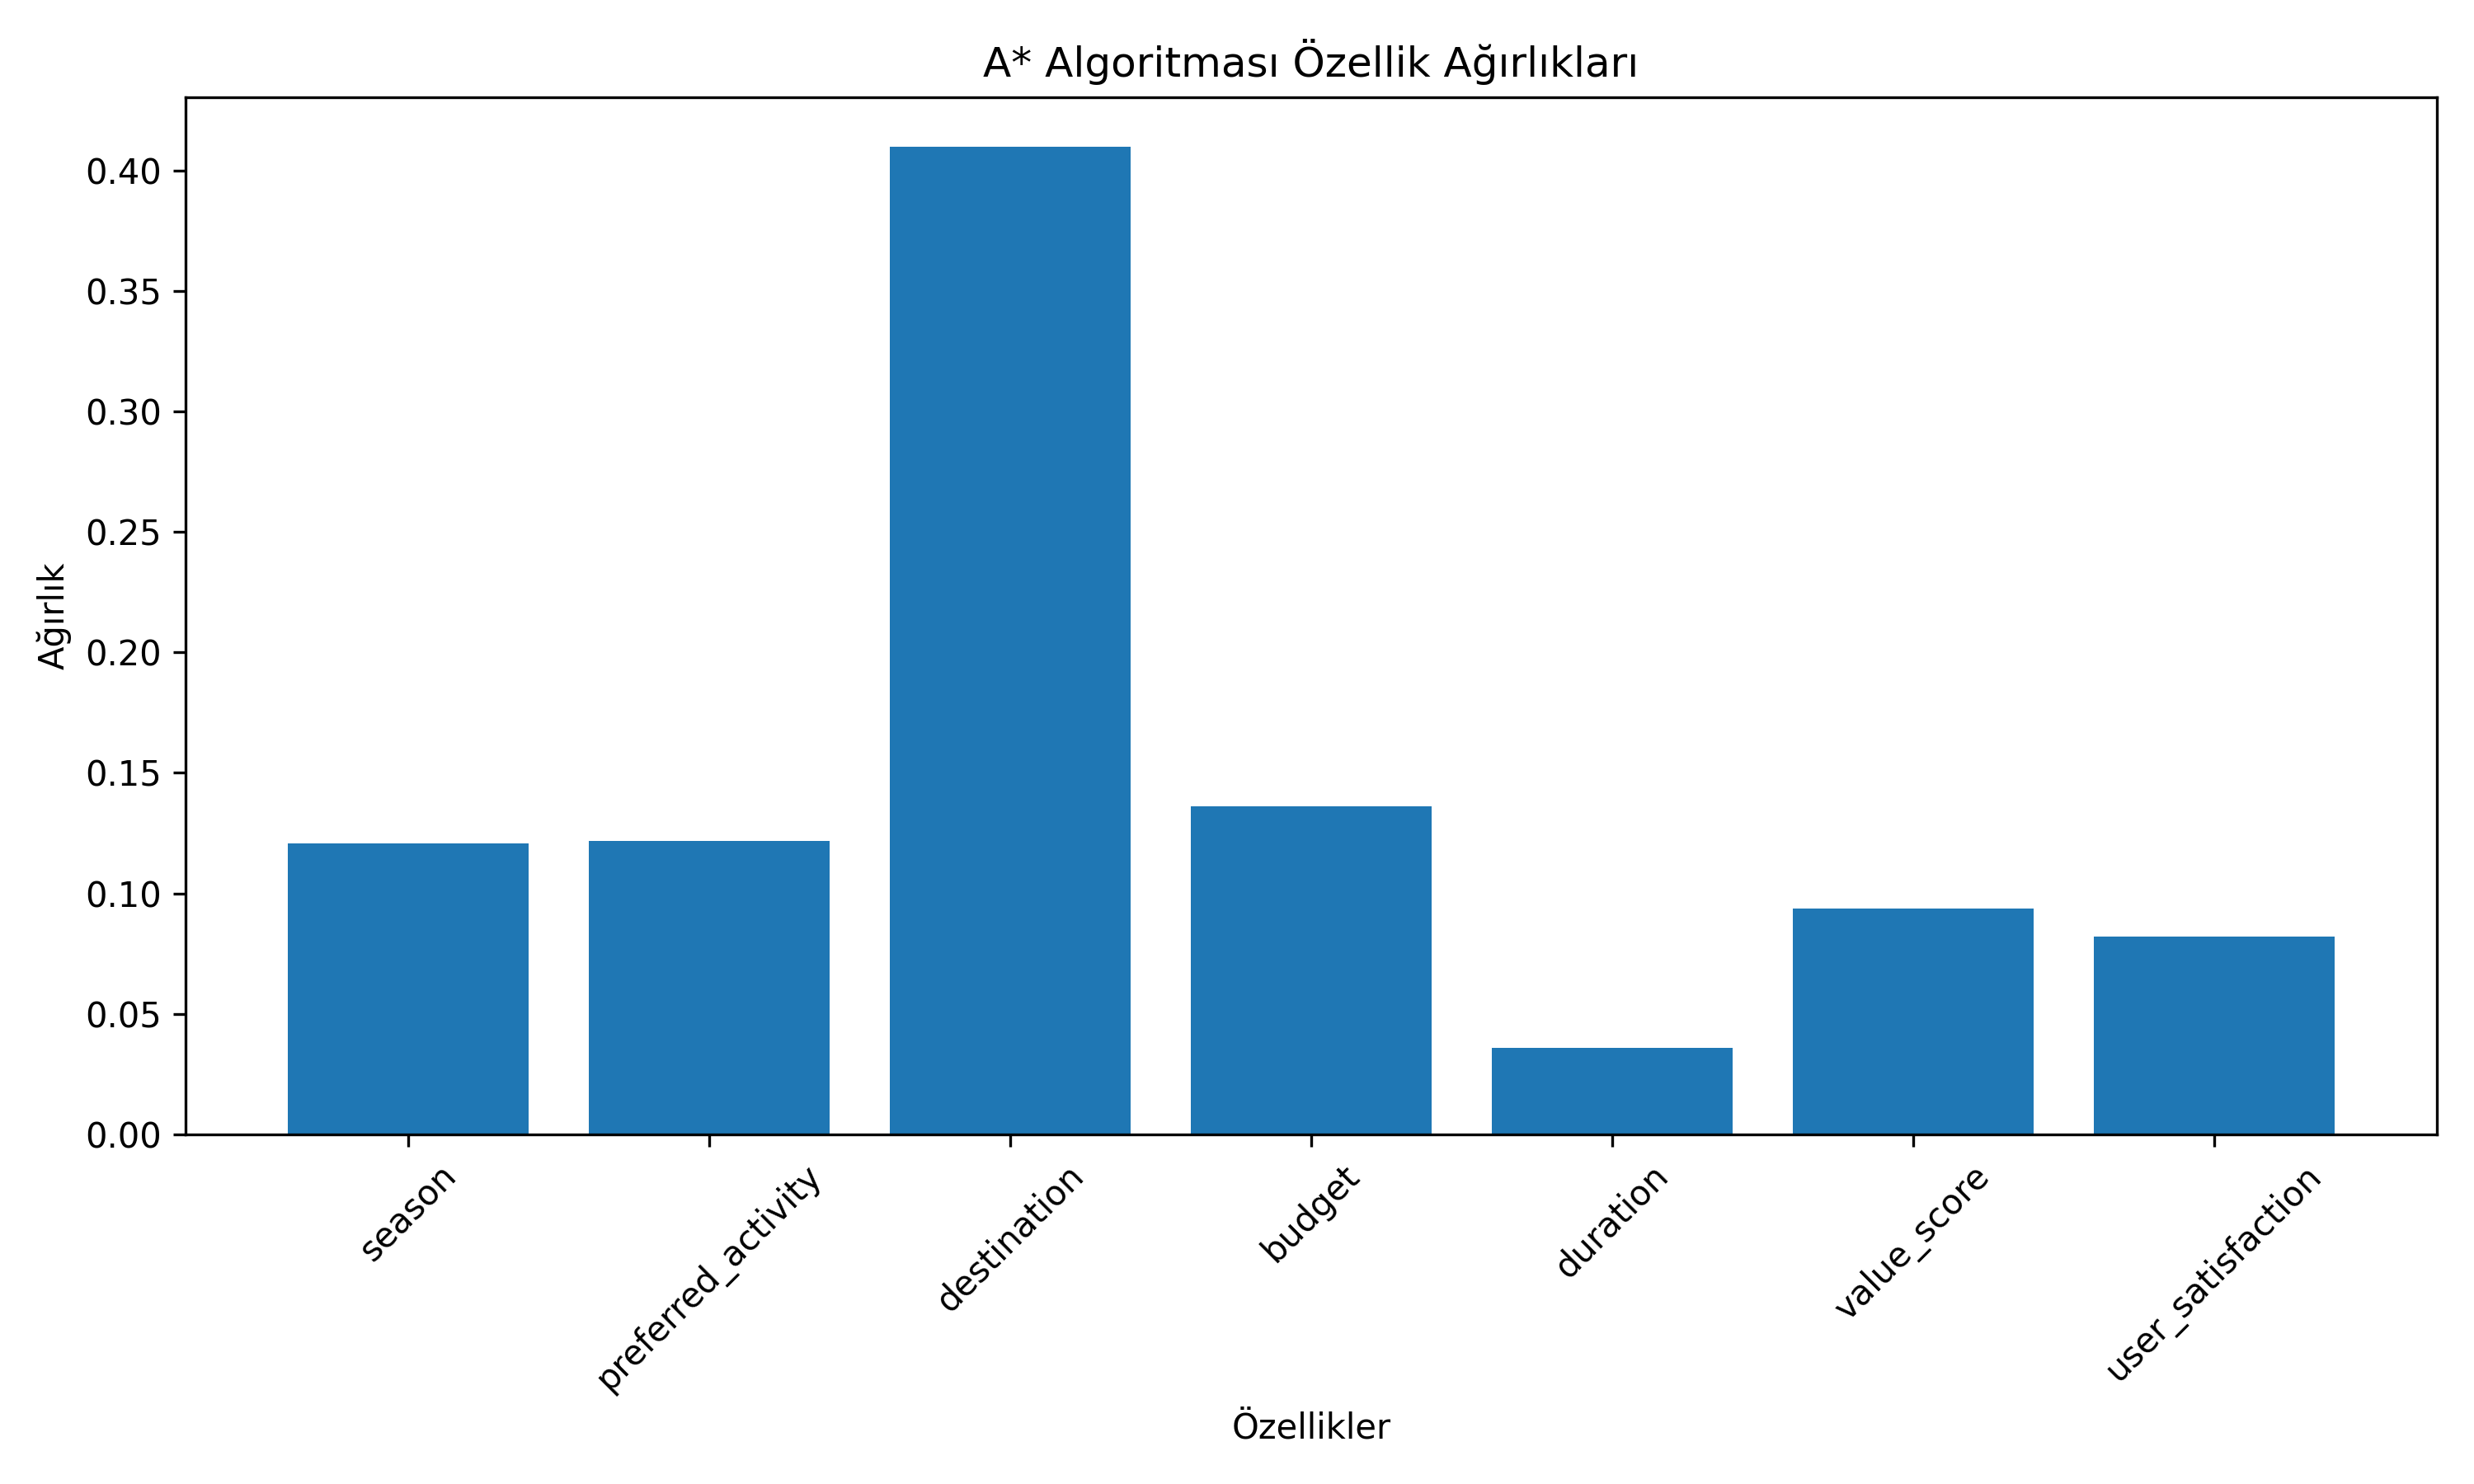 A* Algoritması Özellik Ağırlıkları
Ağırlık
0.40
0.35
0.30
0.25
0.20
0.15
0.10
0.05
0.00
season
preferred_activity
destination
budget
duration
value_score
user_satisfaction
Özellikler